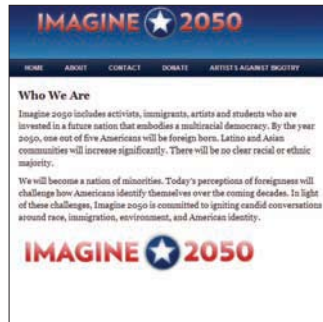 IMAGINE 2050
HOME ABOUT CONTACT DONATE ARTISTS AGAINST BIGOTRY
Who We Are
Imagine 2050 includes activists, immigrants, artists and students who are
invested in a future nation that embodies a multiracial democracy. By the year
2050, one out of five Americans will be foreign born. Latino and Asian
communities will increase significantly. There will be no clear racial or ethnic
majority.
We will become a nation of minorities. Today's perceptions of foreignness will
challenge how Americans identify themselves over the coming decades. In light
of these challenges, Imagine 2050 is committed to igniting candid conversations
around race, immigration, environment, and American identity.
IMAGINE 2050